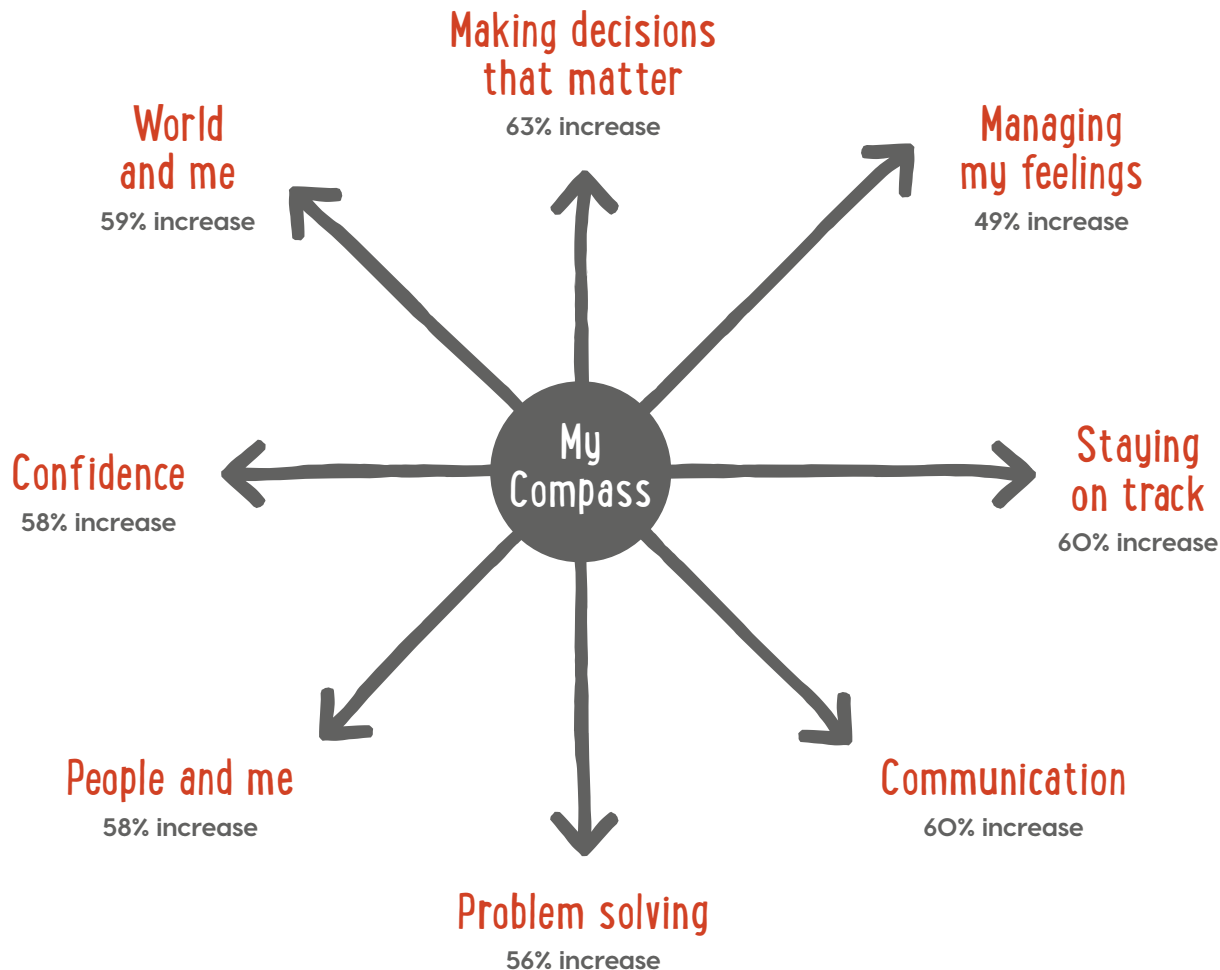 Making decisions
that matter
63% increase
World
and me
59% increase
Managing
my feelings
49% increase
My
Compass
Confidence
58% increase
Staying
on track
60% increase
People and me
58% increase
Communication
60% increase
Problem solving
56% increase